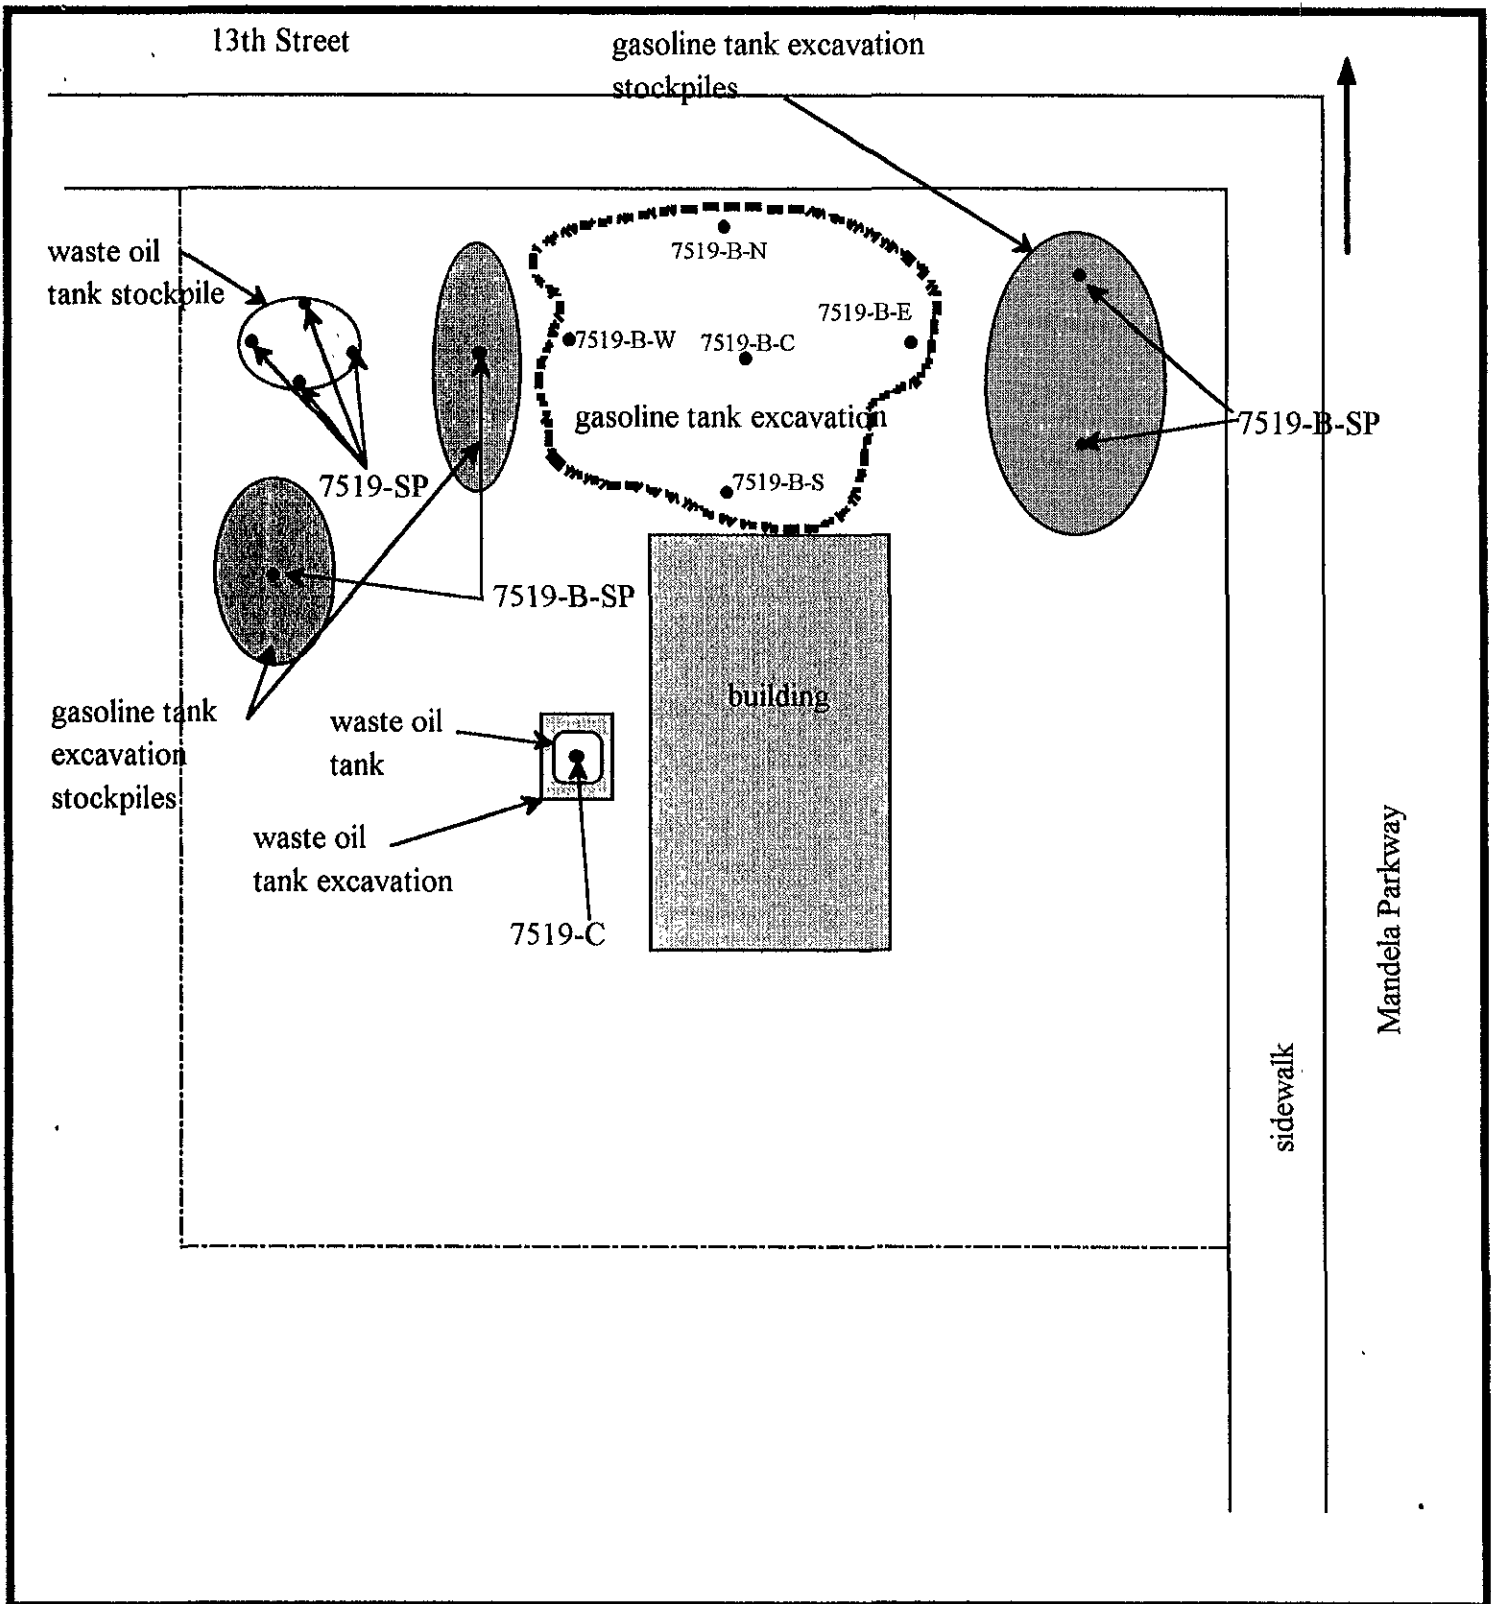 13th Street
gasoline tank excavation
stockpiles
waste oil
tank stockpile
7519-B-N
7519-B-E
7519-B-W
7519-B-C
gasoline tank excavation
7519-B-SP
7519-SP
7519-B-S
7519-B-SP
building
gasoline tank
excavation
stockpiles
waste oil
tank
waste oil
tank excavation
7519-C
Mandela Parkway
sidewalk